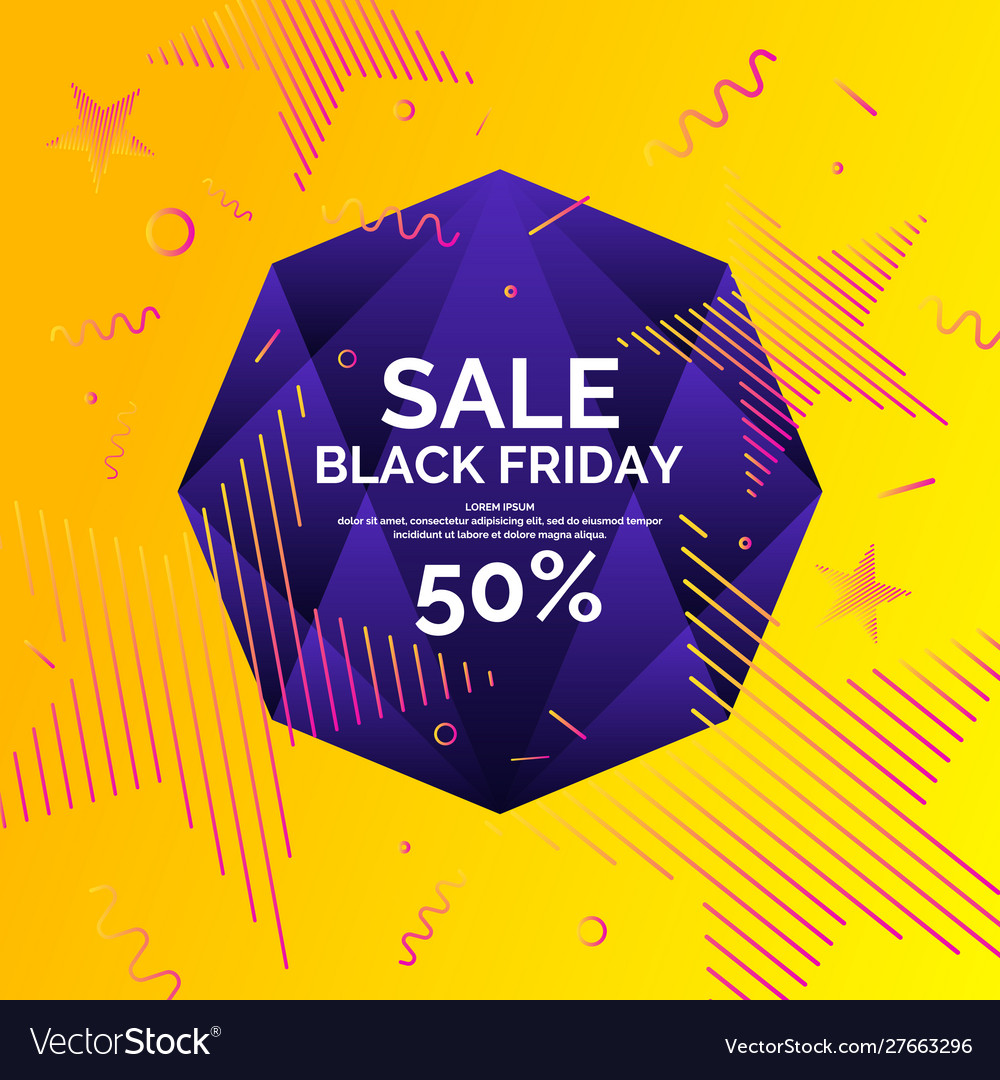 SALE
BLACK FRIDAY
LOREM IPSUM
dolor sit amet, consectetur adipisicing elit, sed do eiusmod tempor
incididunt ut labore et dolore magna aliqua.
50%
VectorStock®
VectorStock.com/27663296